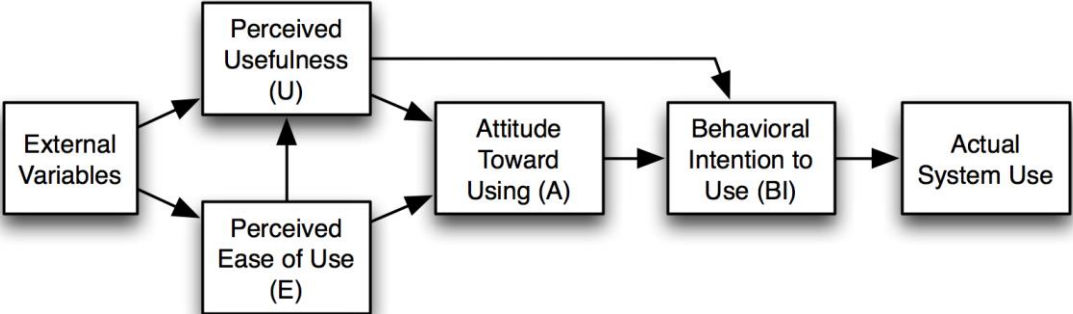 External
Variables
Perceived
Usefulness
(U)
Perceived
Ease of Use
(E)
Attitude
Toward
Using (A)
Behavioral
Intention to
Use (BI)
Actual
System Use